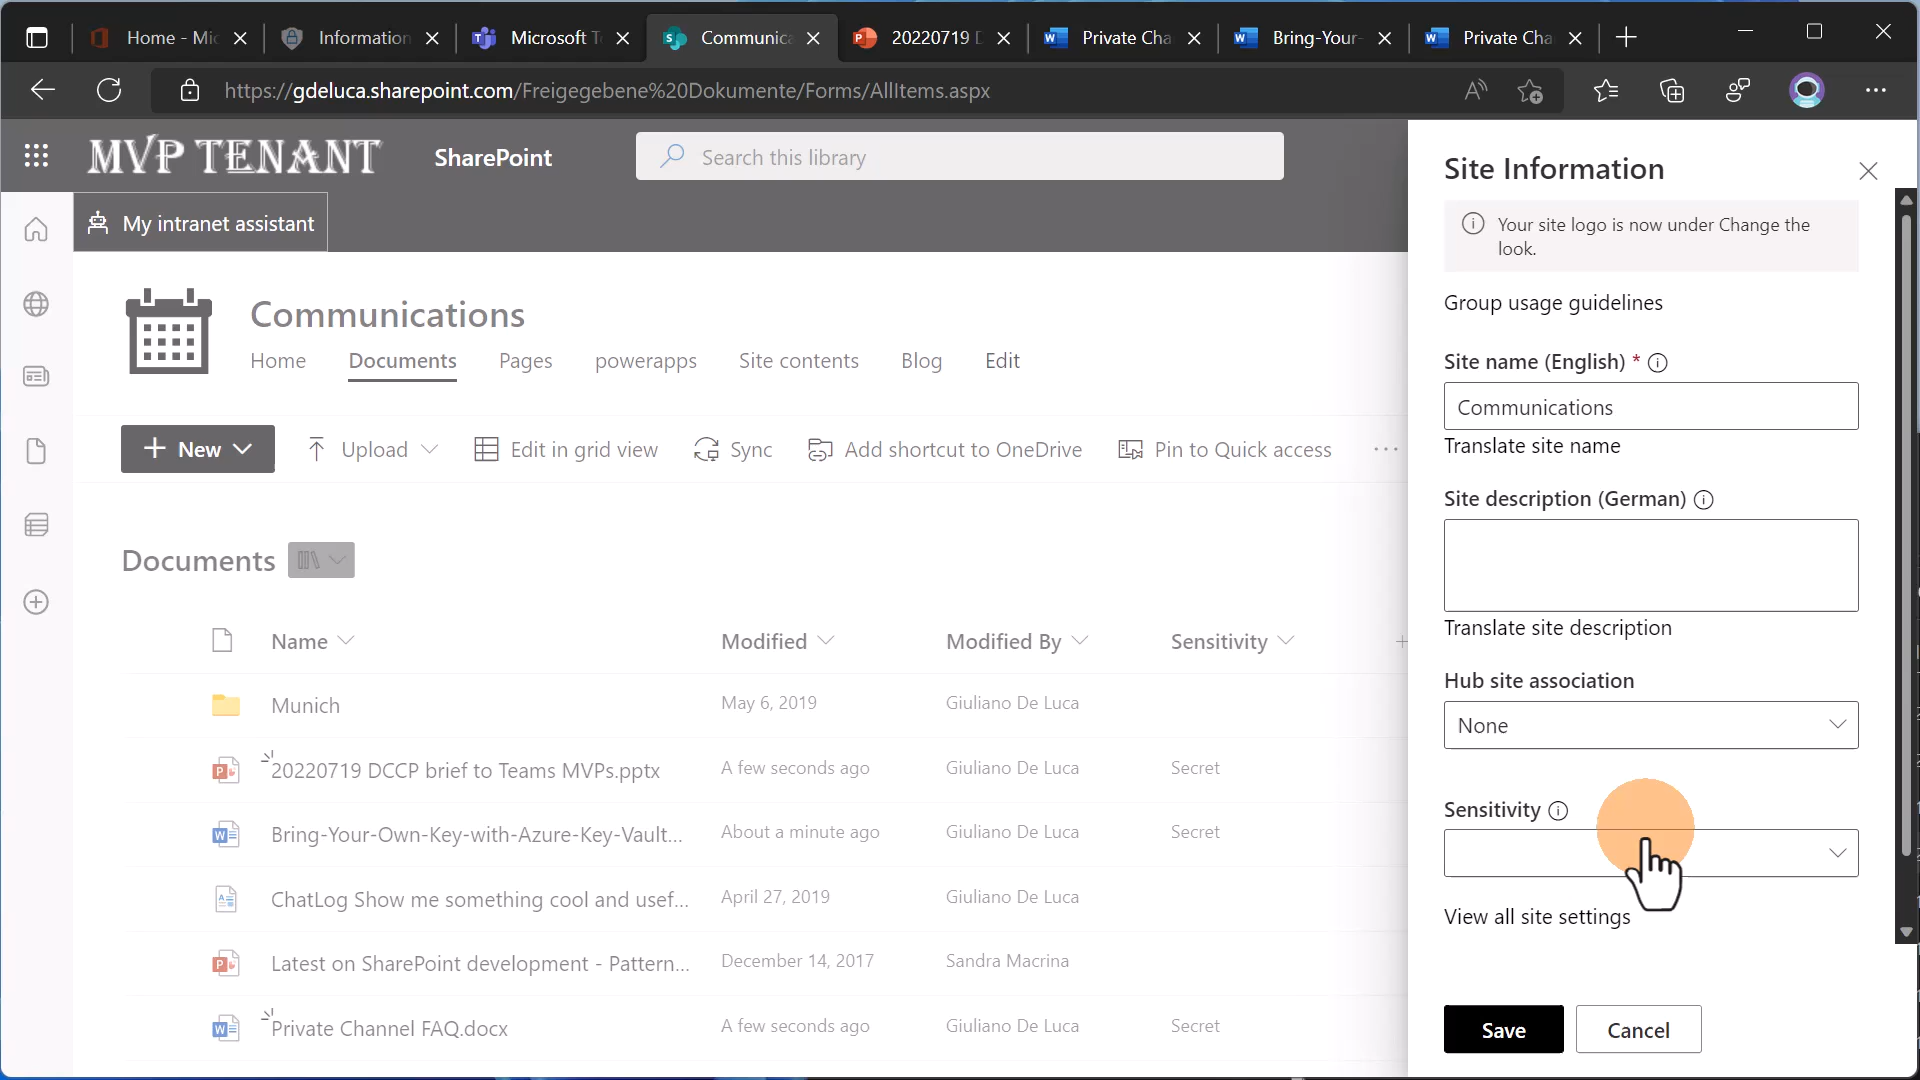 Home - Mic
Information
Microsoft T
Communica
20220719 D
Private Cha
Bring-Your-
Private Cha
https://gdeluca.sharepoint.com/Freigegebene%20Dokumente/Forms/AllItems.aspx
MVP TENANT
SharePoint
Search this library
My intranet assistant
Communications
Home Documents Pages powerapps Site contents Blog Edit
New Upload Edit in grid view Sync Add shortcut to OneDrive Pin to Quick access
Documents
Name Modified Modified By Sensitivity
Munich May 6, 2019 Giuliano De Luca
20220719 DCCP brief to Teams MVPs.pptx A few seconds ago Giuliano De Luca Secret
Bring-Your-Own-Key-with-Azure-Key-Vault... About a minute ago Giuliano De Luca Secret
ChatLog Show me something cool and usef... April 27, 2019 Giuliano De Luca
Latest on SharePoint development - Pattern... December 14, 2017 Sandra Macrina
Private Channel FAQ.docx A few seconds ago Giuliano De Luca Secret
Site Information
Your site logo is now under Change the
look.
Group usage guidelines
Site name (English) *
Communications
Translate site name
Site description (German)
Translate site description
Hub site association
None
Sensitivity
View all site settings
Save Cancel